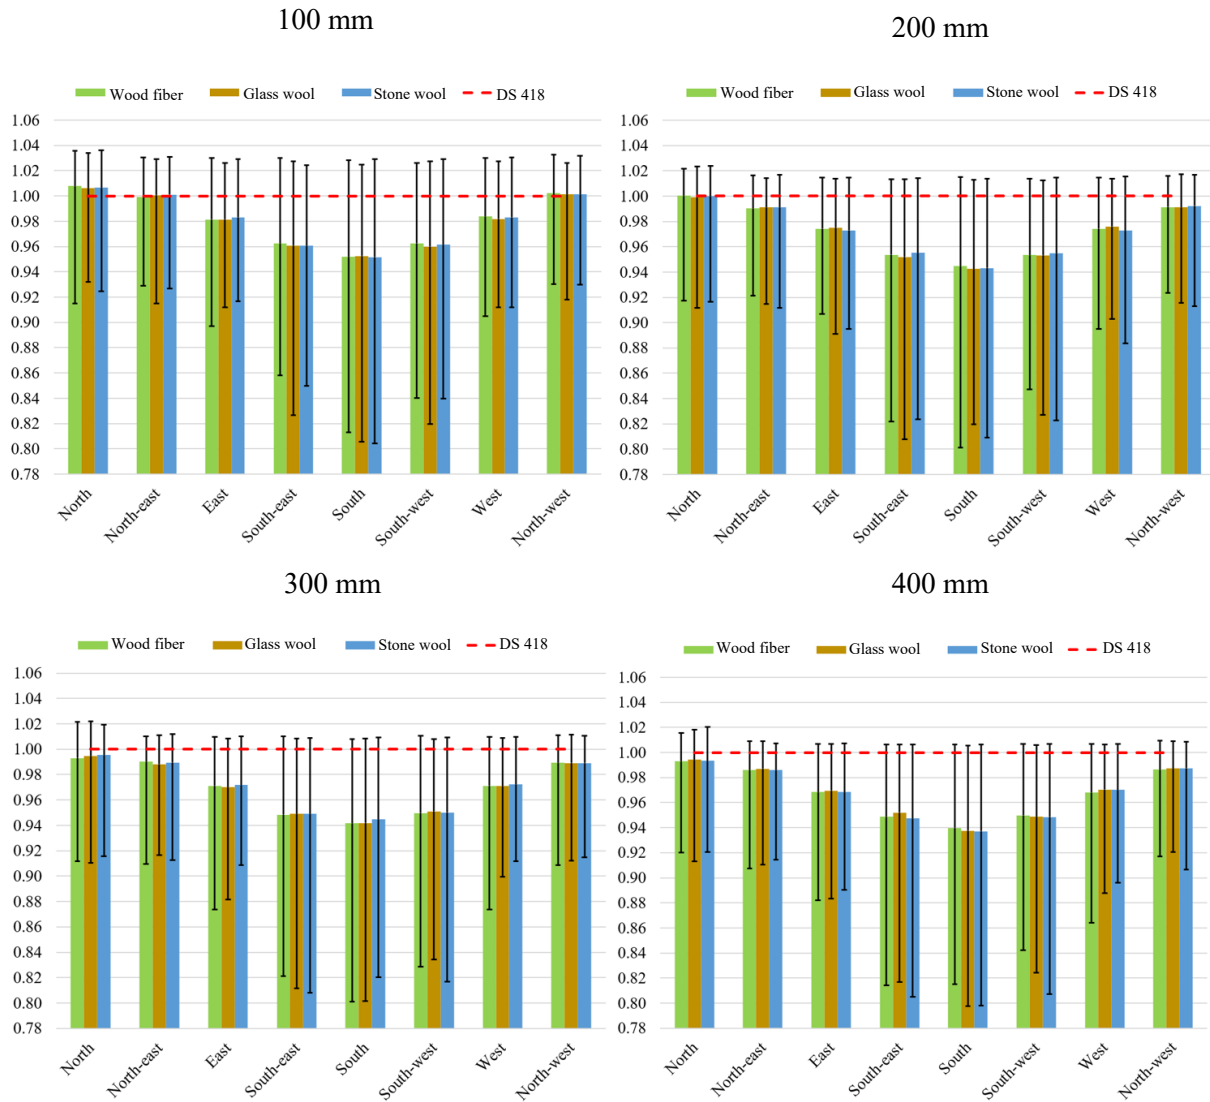 100 mm
Wood fiber Glass wool Stone wool DS 418
1.06
1.04
1.02
1.00
0.98
0.96
0.94
0.92
0.90
0.88
0.86
0.84
0.82
0.80
0.78
North
North-east
East
South-east
South
South-west
West
North-west
200 mm
Wood fiber Glass wool Stone wool DS 418
1.06
1.04
1.02
1.00
0.98
0.96
0.94
0.92
0.90
0.88
0.86
0.84
0.82
0.80
0.78
North
North-east
East
South-east
South
South-west
West
North-west
300 mm
Wood fiber Glass wool Stone wool DS 418
1.06
1.04
1.02
1.00
0.98
0.96
0.94
0.92
0.90
0.88
0.86
0.84
0.82
0.80
0.78
North
North-east
East
South-east
South
South-west
West
North-west
400 mm
Wood fiber Glass wool Stone wool DS 418
1.06
1.04
1.02
1.00
0.98
0.96
0.94
0.92
0.90
0.88
0.86
0.84
0.82
0.80
0.78
North
North-east
East
South-east
South
South-west
West
North-west